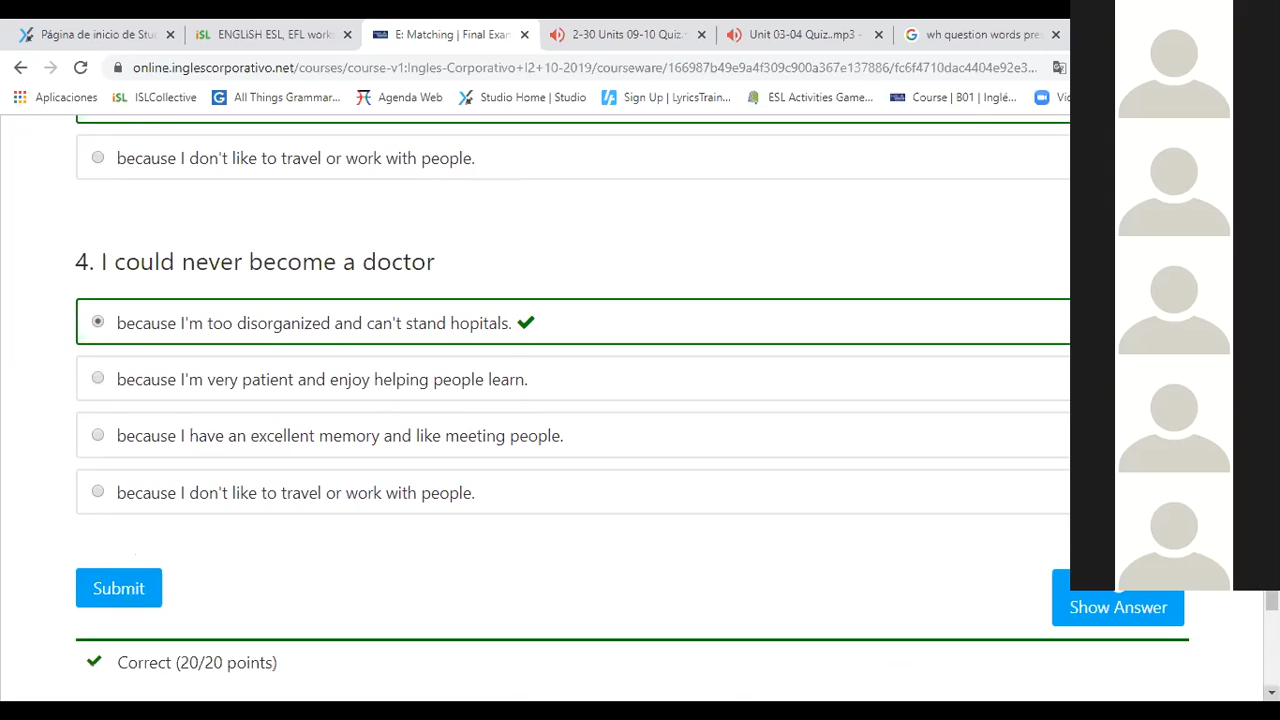 Página de inicio de Stu
ENGLiSH ESL, EFL works
E: Matching | Final Exam
2-30 Units 09-10 Quiz.
Unit 03-04 Quiz.mp3 -
wh question words pres
online.inglescorporativo.net/courses/course-v1:Ingles-Corporativo+I2+10-2019/courseware/166987b49e9a4f309c900a367e137886/fc6f4710dac4404e92e3...
Aplicaciones
iSL ISLCollective
All Things Grammar...
Agenda Web
Studio Home | Studio
Sign Up | LyricsTrain...
ESL Activities Game...
Course | B01 | Inglé...
because I don't like to travel or work with people.
4. I could never become a doctor
because I'm too disorganized and can't stand hopitals.
because I'm very patient and enjoy helping people learn.
because I have an excellent memory and like meeting people.
because I don't like to travel or work with people.
Submit
Show Answer
Correct (20/20 points)